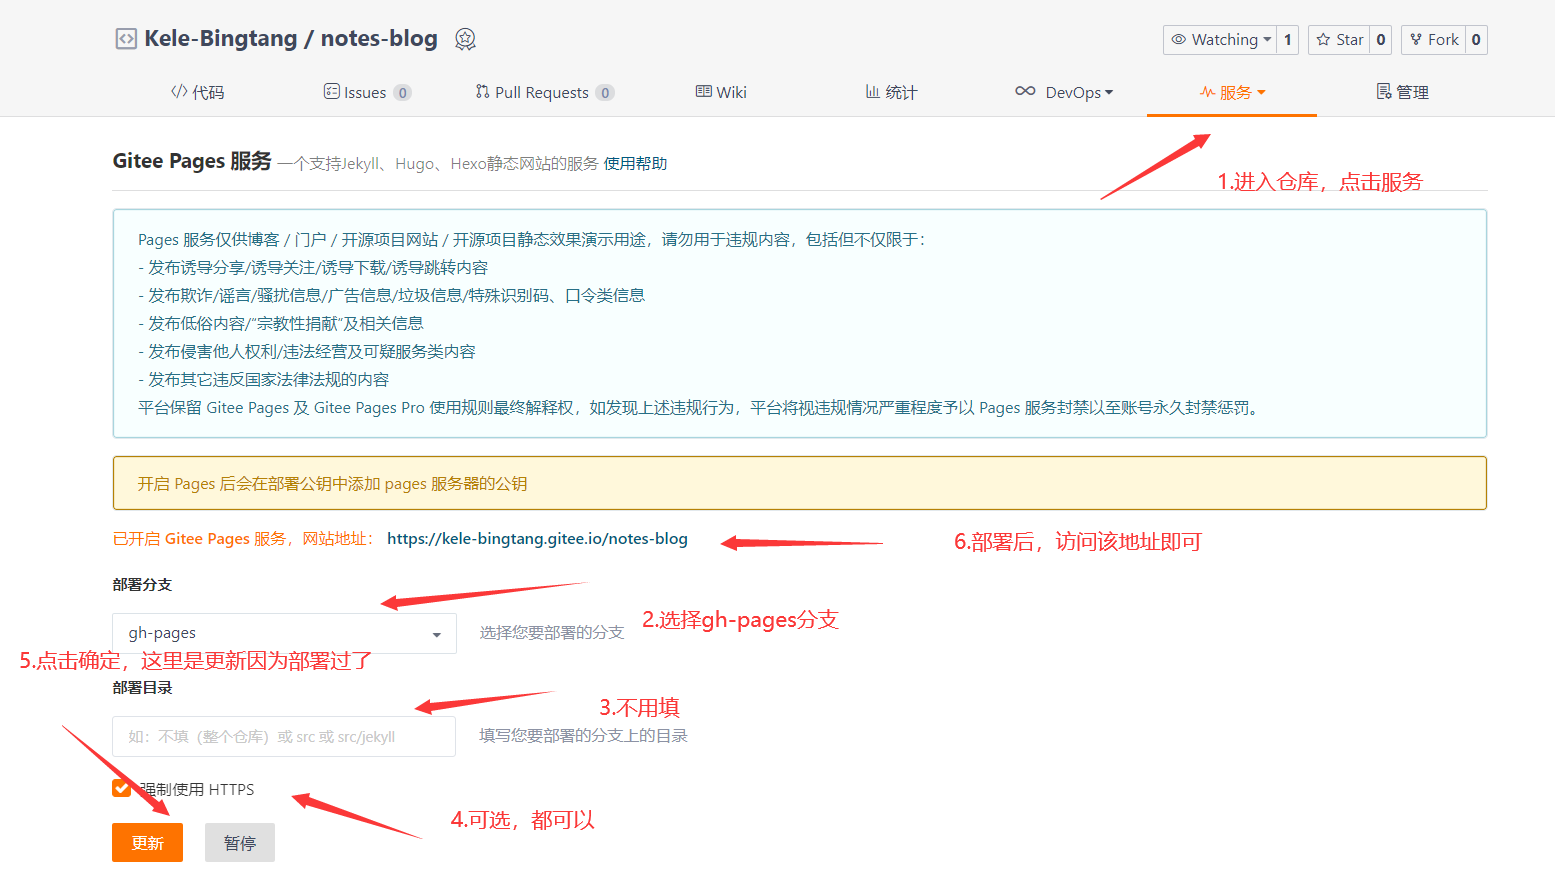 Kele-Bingtang / notes-blog
Watching 1 Star 0 Fork 0
代码 Issues 0 Pull Requests 0 Wiki 统计 DevOps 服务 管理
Gitee Pages 服务 一个支持Jekyll、Hugo、Hexo静态网站的服务 使用帮助
1.进入仓库，点击服务
Pages 服务仅供博客 / 门户 / 开源项目网站 / 开源项目静态效果演示用途，请勿用于违规内容，包括但不仅限于：
- 发布诱导分享/诱导关注/诱导下载/诱导跳转内容
- 发布欺诈/谣言/骚扰信息/广告信息/垃圾信息/特殊识别码、口令类信息
- 发布低俗内容/“宗教性捐献“及相关信息
- 发布侵害他人权利/违法经营及可疑服务类内容
- 发布其它违反国家法律法规的内容
平台保留 Gitee Pages 及 Gitee Pages Pro 使用规则最终解释权，如发现上述违规行为，平台将视违规情况严重程度予以 Pages 服务封禁以至账号永久封禁惩罚。
开启 Pages 后会在部署公钥中添加 pages 服务器的公钥
已开启 Gitee Pages 服务，网站地址： https://kele-bingtang.gitee.io/notes-blog
6.部署后，访问该地址即可
部署分支
gh-pages 选择您要部署的分支
2.选择gh-pages分支
5.点击确定，这里是更新因为部署过了
部署目录
3.不用填
如：不填（整个仓库）或 src 或 src/jekyll 填写您要部署的分支上的目录
强制使用 HTTPS
4.可选，都可以
更新 暂停